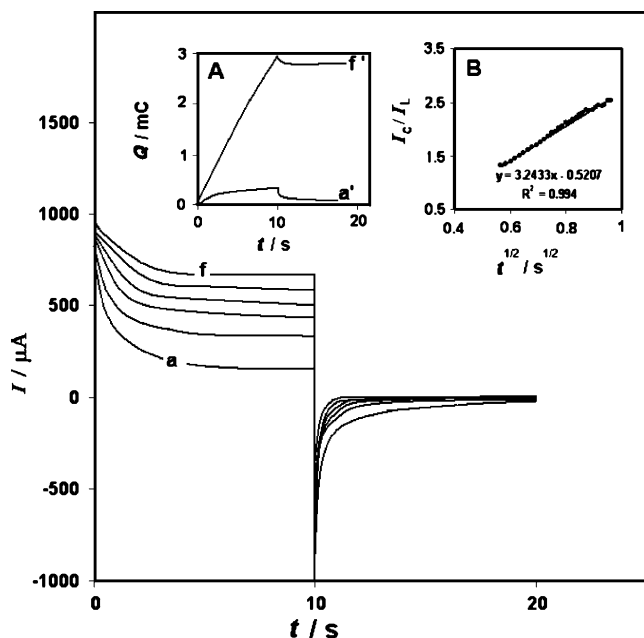 A
Q / mC
3
2
1
0
f'
a'
0
10
20
t / s
B
I_C / I_L
3.5
2.5
1.5
0.5
y = 3.2433x - 0.5207
R² = 0.994
0.4
0.6
0.8
1
t^1/2 / s^1/2
I / µA
1500
1000
500
0
-500
-1000
f
a
0
10
20
t / s